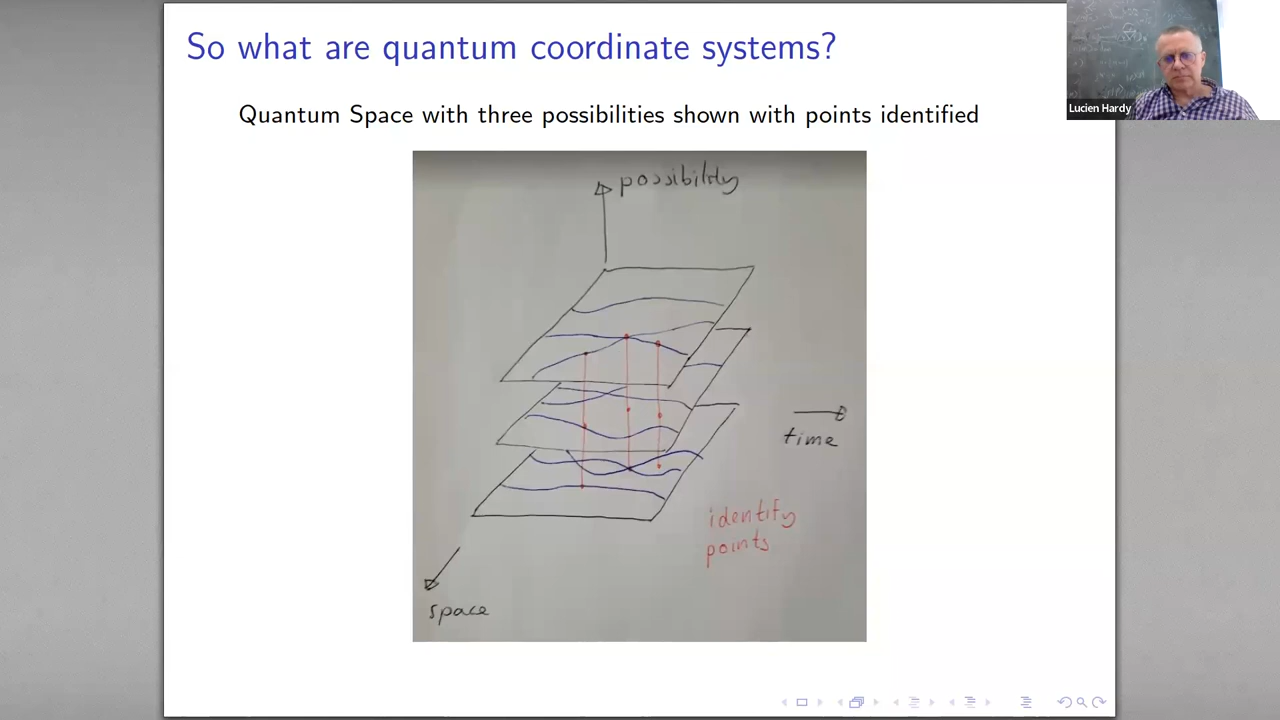 So what are quantum coordinate systems?
Quantum Space with three possibilities shown with points identified
Lucien Hardy
possibility
time
identify
points
space